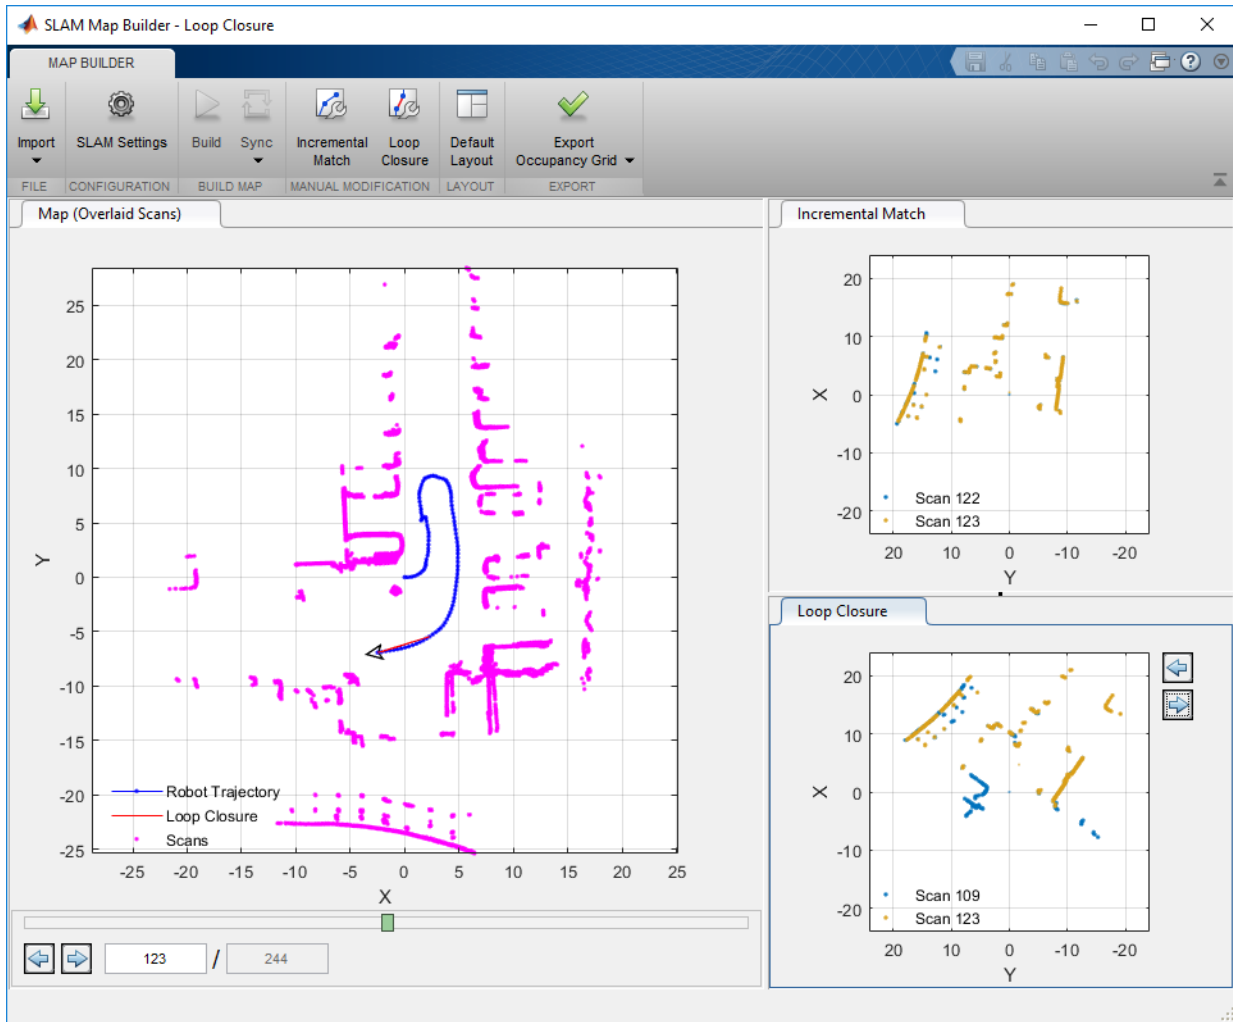 SLAM Map Builder - Loop Closure
MAP BUILDER
?
Import
SLAM Settings
Build
Sync
Incremental
Match
Loop
Closure
Default
Layout
Export
Occupancy Grid
FILE
CONFIGURATION
BUILD MAP
MANUAL MODIFICATION
LAYOUT
EXPORT
Map (Overlaid Scans)
25
20
15
10
5
0
-5
-10
-15
-20
-25
Y
Robot Trajectory
Loop Closure
Scans
-25 -20 -15 -10 -5 0 5 10 15 20 25
X
123 / 244
Incremental Match
20
10
0
-10
-20
X
Scan 122
Scan 123
20 10 0 -10 -20
Y
Loop Closure
20
10
0
-10
-20
X
Scan 109
Scan 123
20 10 0 -10 -20
Y